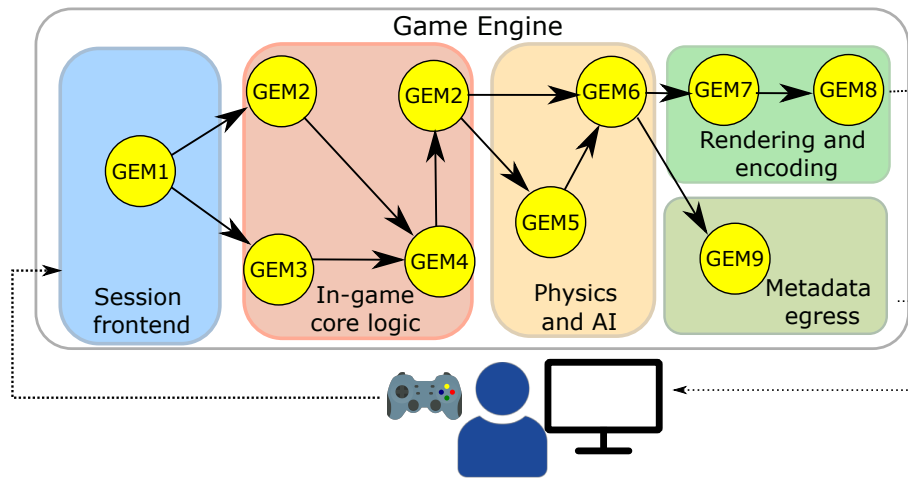 Game Engine
GEM1
Session
frontend
GEM2
GEM2
GEM3
GEM4
In-game
core logic
GEM6
GEM5
Physics
and AI
GEM7
GEM8
Rendering and
encoding
GEM9
Metadada
egress